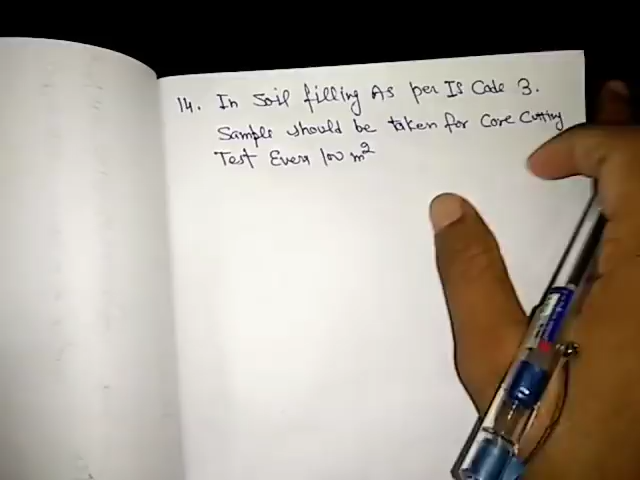 14. In Soil filling As per Is Code 3.
Sample should be taken for Core Cutting
Test Every 100 m²